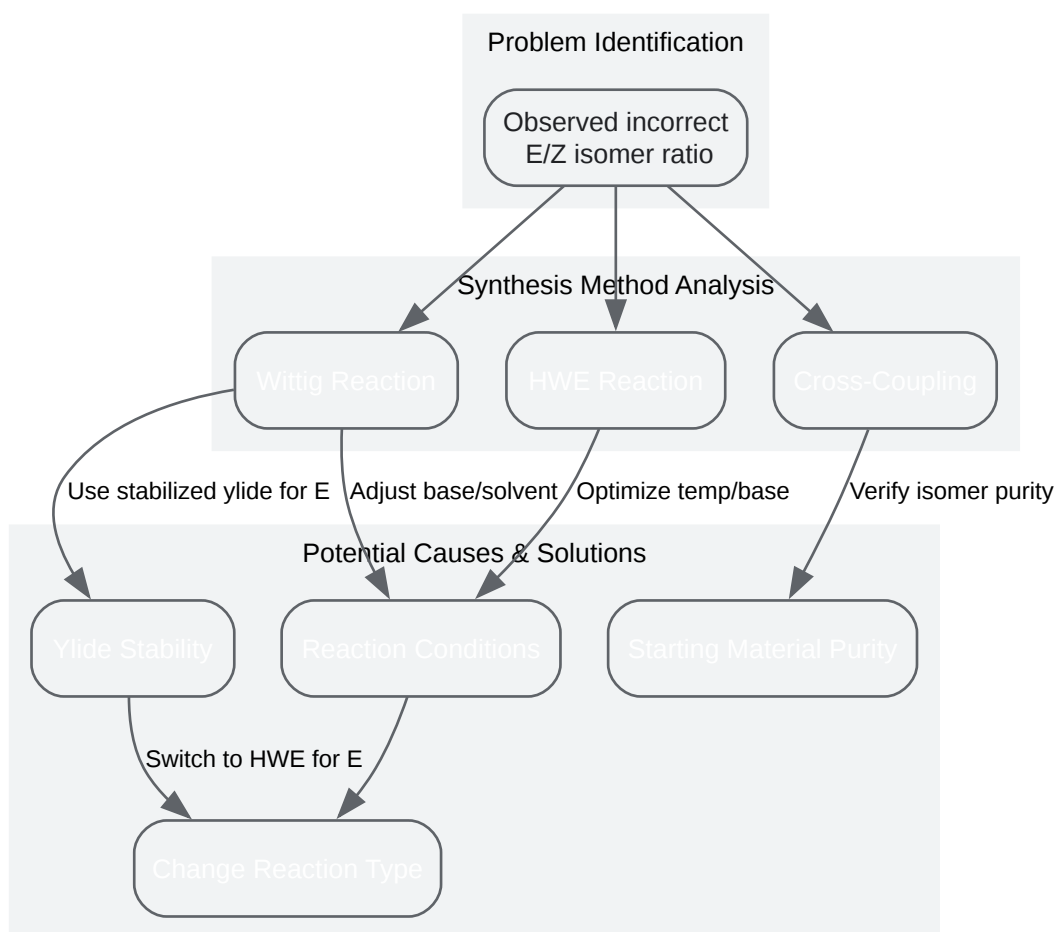 Problem Identification
Observed incorrect
E/Z isomer ratio
Synthesis Method Analysis
Wittig Reaction
HWE Reaction
Cross-Coupling
Use stabilized ylide for E
Adjust base/solvent
Optimize temp/base
Verify isomer purity
Potential Causes & Solutions
Ylide Stability
Reaction Conditions
Starting Material Purity
Switch to HWE for E
Change Reaction Type